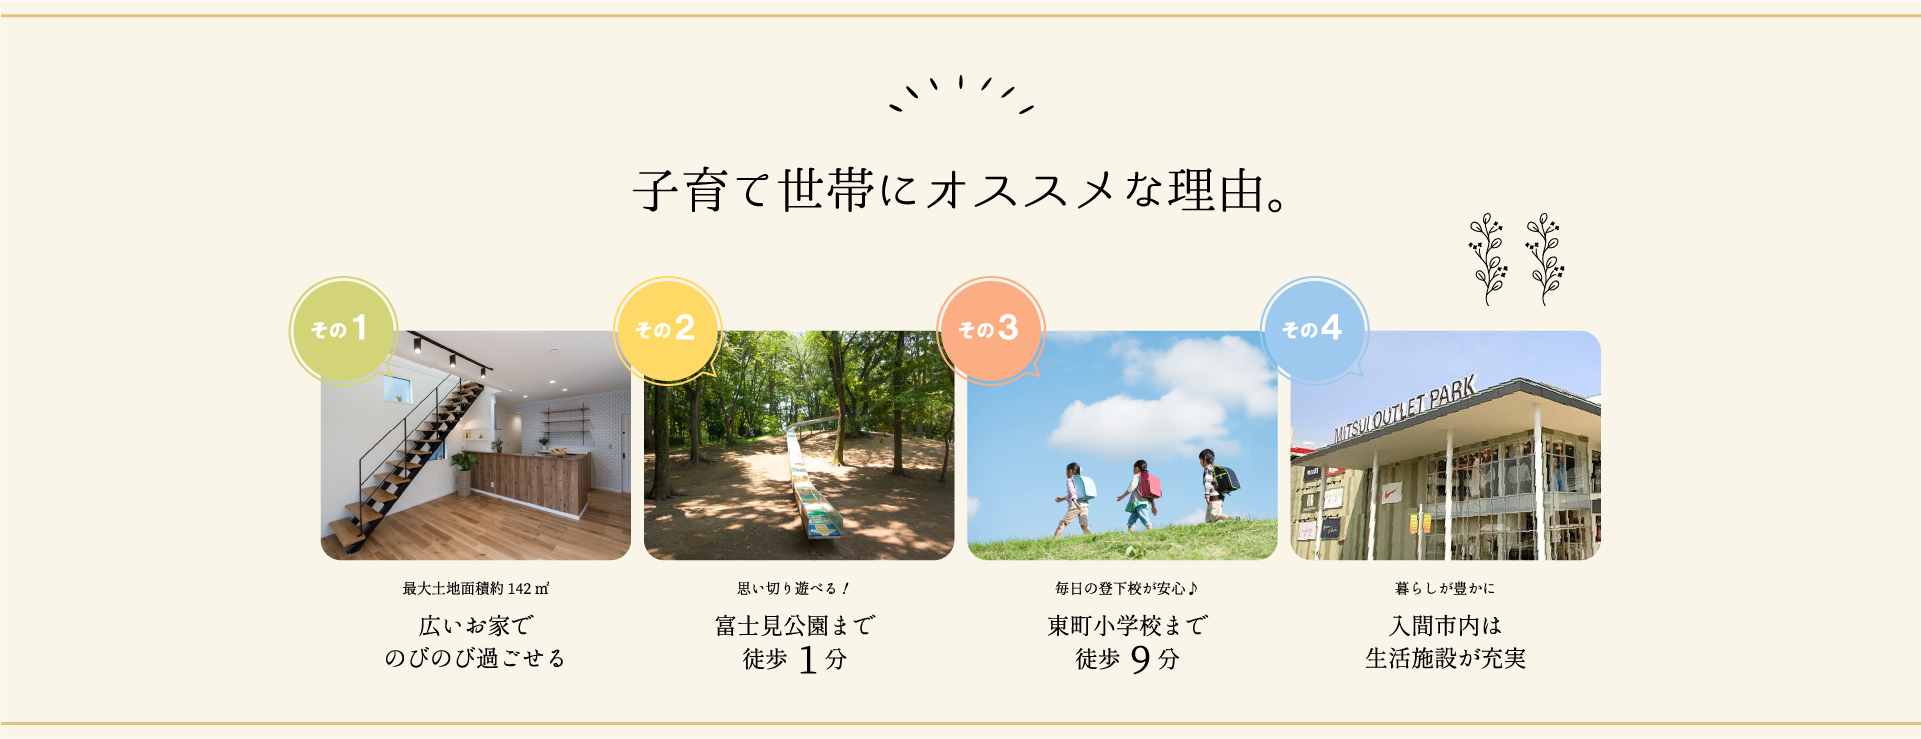 子育て世帯にオススメな理由。
その1
その2
その3
その4
MITSUI OUTLET PARK
最大土地面積約 142 ㎡
広いお家で
のびのび過ごせる
思い切り遊べる!
富士見公園まで
徒歩 1 分
毎日の登下校が安心♪
東町小学校まで
徒歩 9 分
暮らしが豊かに
入間市内は
生活施設が充実